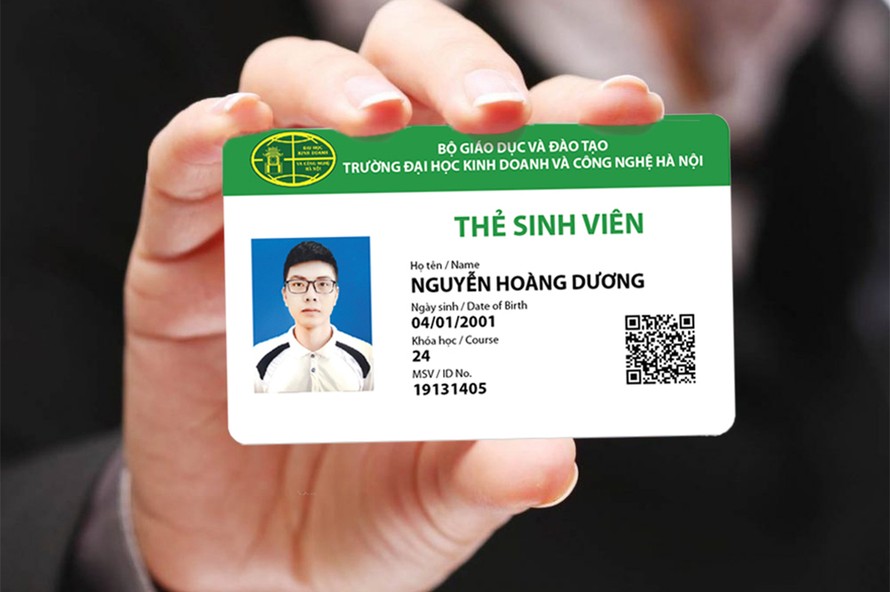 ĐẠI HỌC
KINH DOANH
VÀ CÔNG NGHỆ
HÀ NỘI
BỘ GIÁO DỤC VÀ ĐÀO TẠO
TRƯỜNG ĐẠI HỌC KINH DOANH VÀ CÔNG NGHỆ HÀ NỘI
THẺ SINH VIÊN
Họ tên / Name
NGUYỄN HOÀNG DƯƠNG
Ngày sinh / Date of Birth
04/01/2001
Khóa học / Course
24
MSV / ID No.
19131405